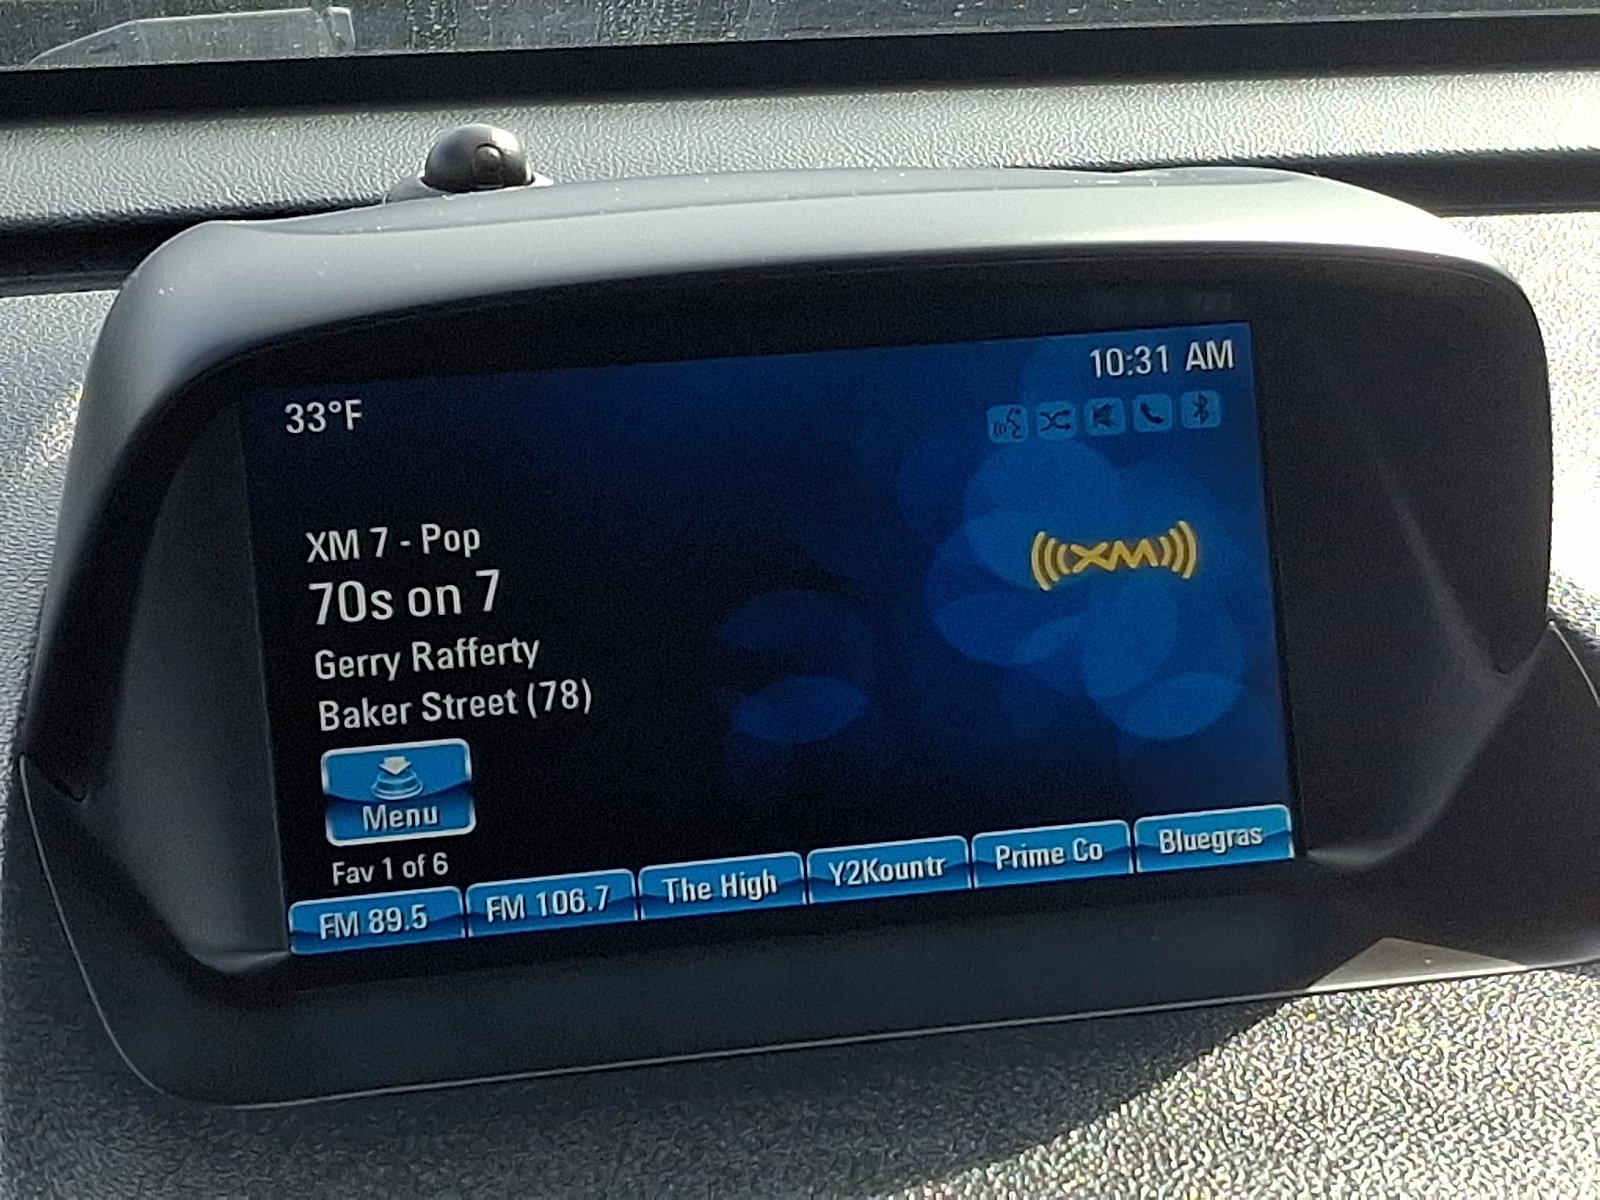 10:31 AM
33°F
XM 7 - Pop
70s on 7
XM
Gerry Rafferty
Baker Street (78)
Menu
Fav 1 of 6
FM 89.5
FM 106.7
The High
Y2Kountr
Prime Co
Bluegras